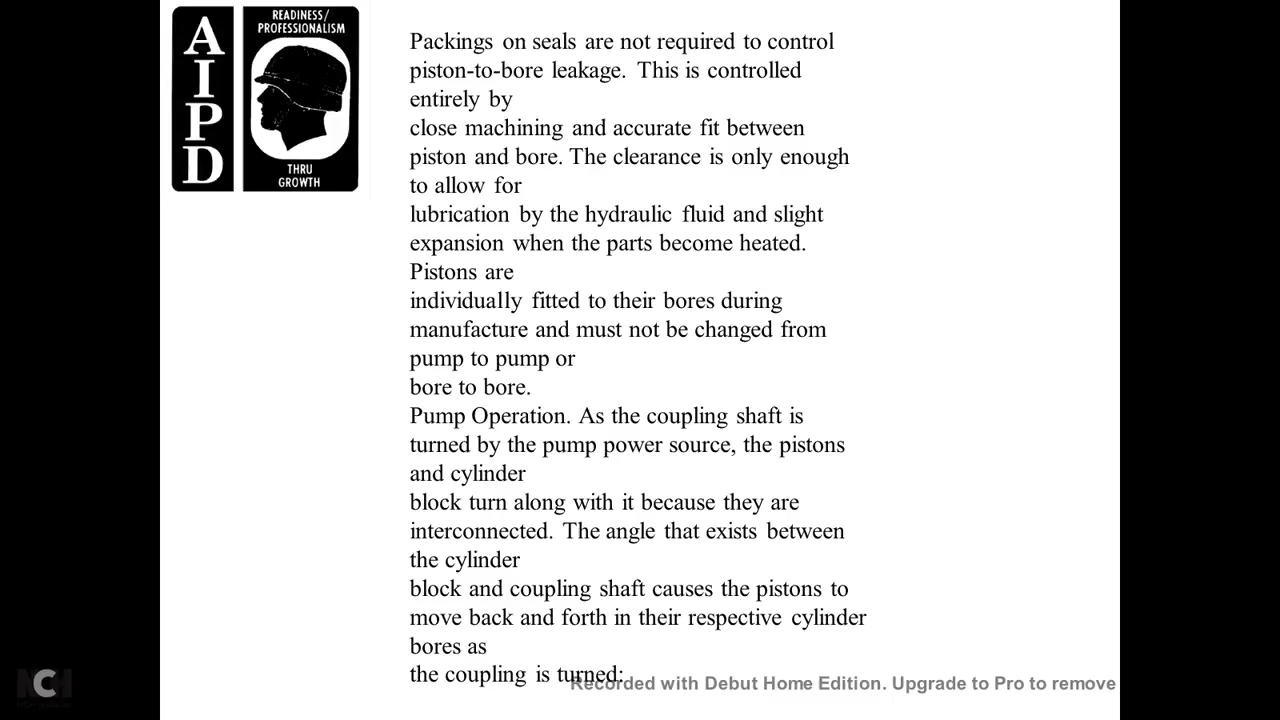 AIPD
READINESS/
PROFESSIONALISM
THRU
GROWTH
Packings on seals are not required to control
piston-to-bore leakage. This is controlled
entirely by
close machining and accurate fit between
piston and bore. The clearance is only enough
to allow for
lubrication by the hydraulic fluid and slight
expansion when the parts become heated.
Pistons are
individually fitted to their bores during
manufacture and must not be changed from
pump to pump or
bore to bore.
Pump Operation. As the coupling shaft is
turned by the pump power source, the pistons
and cylinder
block turn along with it because they are
interconnected. The angle that exists between
the cylinder
block and coupling shaft causes the pistons to
move back and forth in their respective cylinder
bores as
the coupling is turned:
Recorded with Debut Home Edition. Upgrade to Pro to remove
NCH